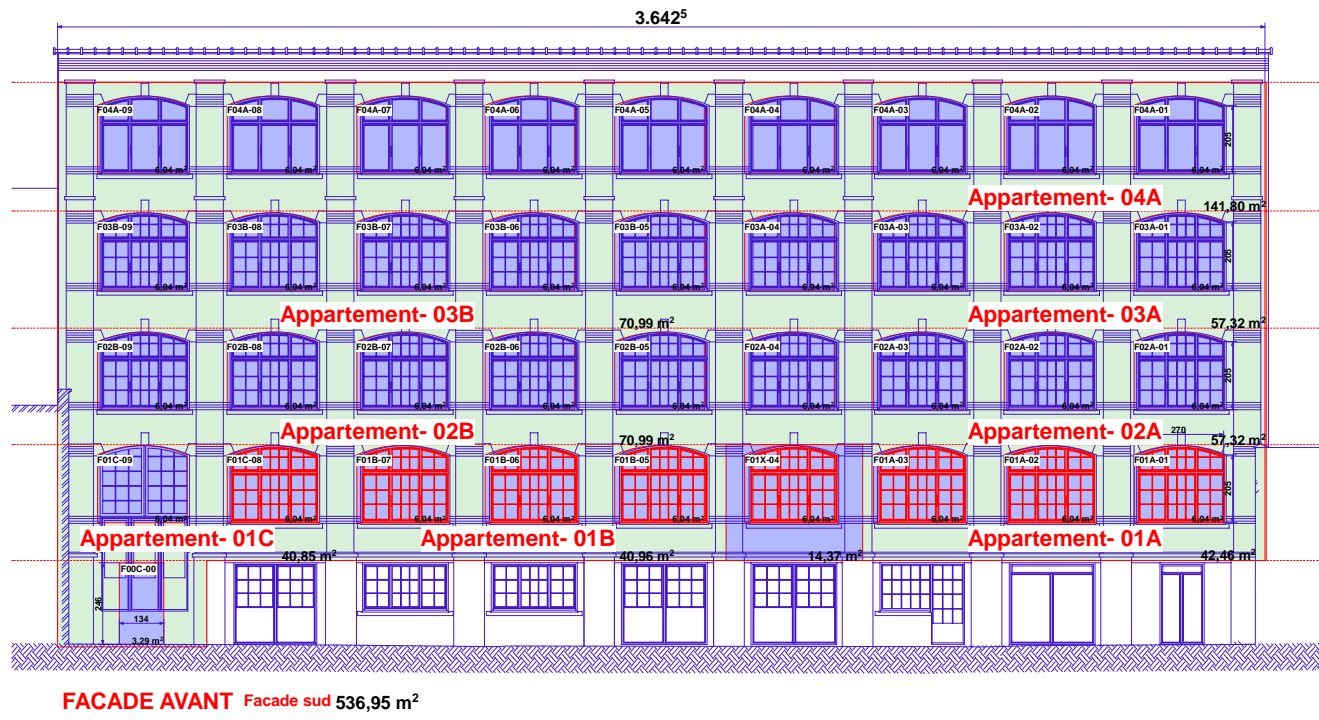 3.642⁵
F04A-09 F04A-08 F04A-07 F04A-06 F04A-05 F04A-04 F04A-03 F04A-02 F04A-01
205
6,04 m² 6,04 m² 6,04 m² 6,04 m² 6,04 m² 6,04 m² 6,04 m² 6,04 m² 6,04 m²
Appartement- 04A
141,80 m²
F03B-09 F03B-08 F03B-07 F03B-06 F03B-05 F03A-04 F03A-03 F03A-02 F03A-01
205
6,04 m² 6,04 m² 6,04 m² 6,04 m² 6,04 m² 6,04 m² 6,04 m² 6,04 m² 6,04 m²
Appartement- 03B Appartement- 03A
70,99 m² 57,32 m²
F02B-09 F02B-08 F02B-07 F02B-06 F02B-05 F02A-04 F02A-03 F02A-02 F02A-01
205
6,04 m² 6,04 m² 6,04 m² 6,04 m² 6,04 m² 6,04 m² 6,04 m² 6,04 m² 6,04 m²
Appartement- 02B Appartement- 02A 270
70,99 m² 57,32 m²
F01C-09 F01C-08 F01B-07 F01B-06 F01B-05 F01X-04 F01A-03 F01A-02 F01A-01
205
6,04 m² 6,04 m² 6,04 m² 6,04 m² 6,04 m² 6,04 m² 6,04 m² 6,04 m² 6,04 m²
Appartement- 01C Appartement- 01B Appartement- 01A
40,85 m² 40,96 m² 14,37 m² 42,46 m²
F00C-00
246
134
3,29 m²
FACADE AVANT Facade sud 536,95 m²